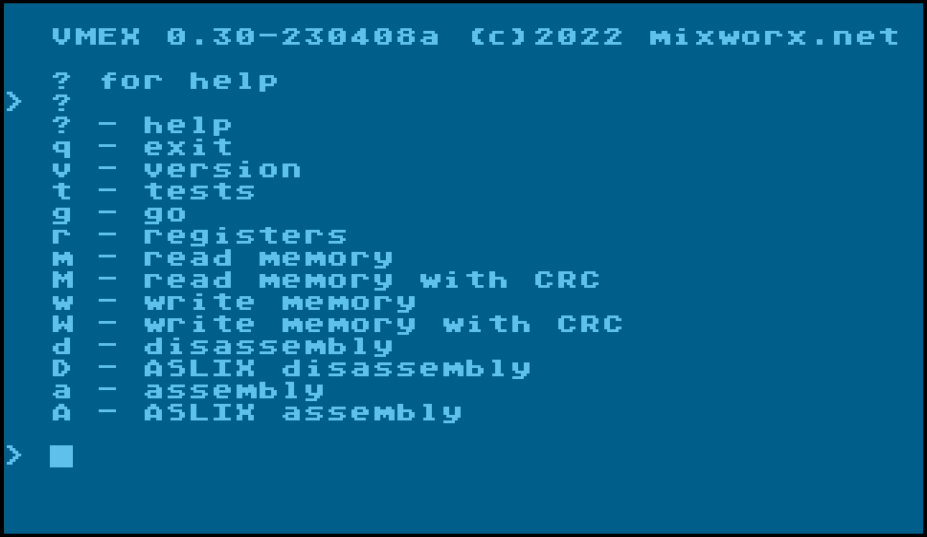 VMEX 0.30-230408a (c)2022 mixworx.net
? for help
> ?
? - help
q - exit
v - version
t - tests
g - go
r - registers
m - read memory
M - read memory with CRC
w - write memory
W - write memory with CRC
d - disassembly
D - ASLIX disassembly
a - assembly
A - ASLIX assembly
>